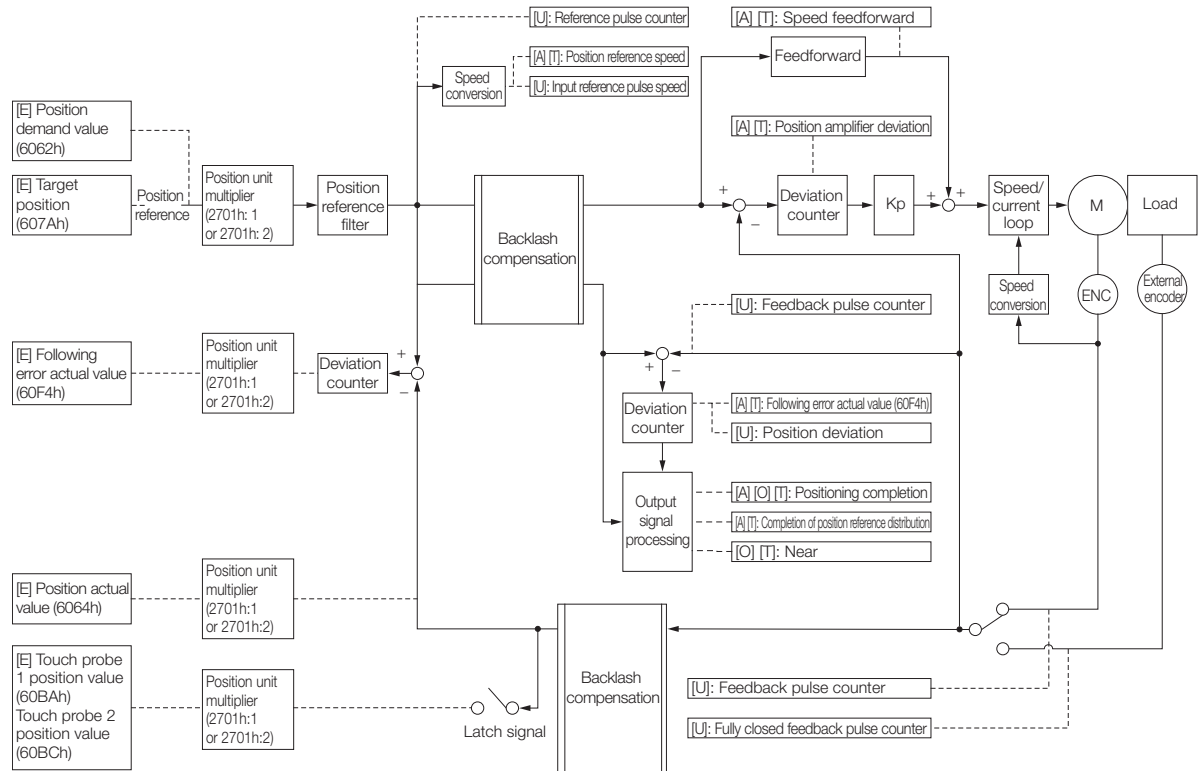 [U]: Reference pulse counter
[A] [T]: Speed feedforward
[A] [T]: Position reference speed
Feedforward
Speed
conversion
[U]: Input reference pulse speed
[E] Position
demand value
(6062h)
[A] [T]: Position amplifier deviation
[E] Target
position
(607Ah)
Position
reference
Position unit
multiplier
(2701h: 1
or 2701h: 2)
Position
reference
filter
Backlash
compensation
+
−
Deviation
counter
Kp
+
+
Speed/
current
loop
M
Load
Speed
conversion
ENC
External
encoder
[U]: Feedback pulse counter
[E] Following
error actual
value (60F4h)
Position unit
multiplier
(2701h:1
or 2701h:2)
Deviation
counter
+
−
+
−
Deviation
counter
[A] [T]: Following error actual value (60F4h)
[U]: Position deviation
Output
signal
processing
[A] [O] [T]: Positioning completion
[A] [T]: Completion of position reference distribution
[O] [T]: Near
[E] Position actual
value (6064h)
Position unit
multiplier
(2701h:1
or 2701h:2)
[E] Touch probe
1 position value
(60BAh)
Touch probe 2
position value
(60BCh)
Position unit
multiplier
(2701h:1
or 2701h:2)
Latch signal
Backlash
compensation
[U]: Feedback pulse counter
[U]: Fully closed feedback pulse counter